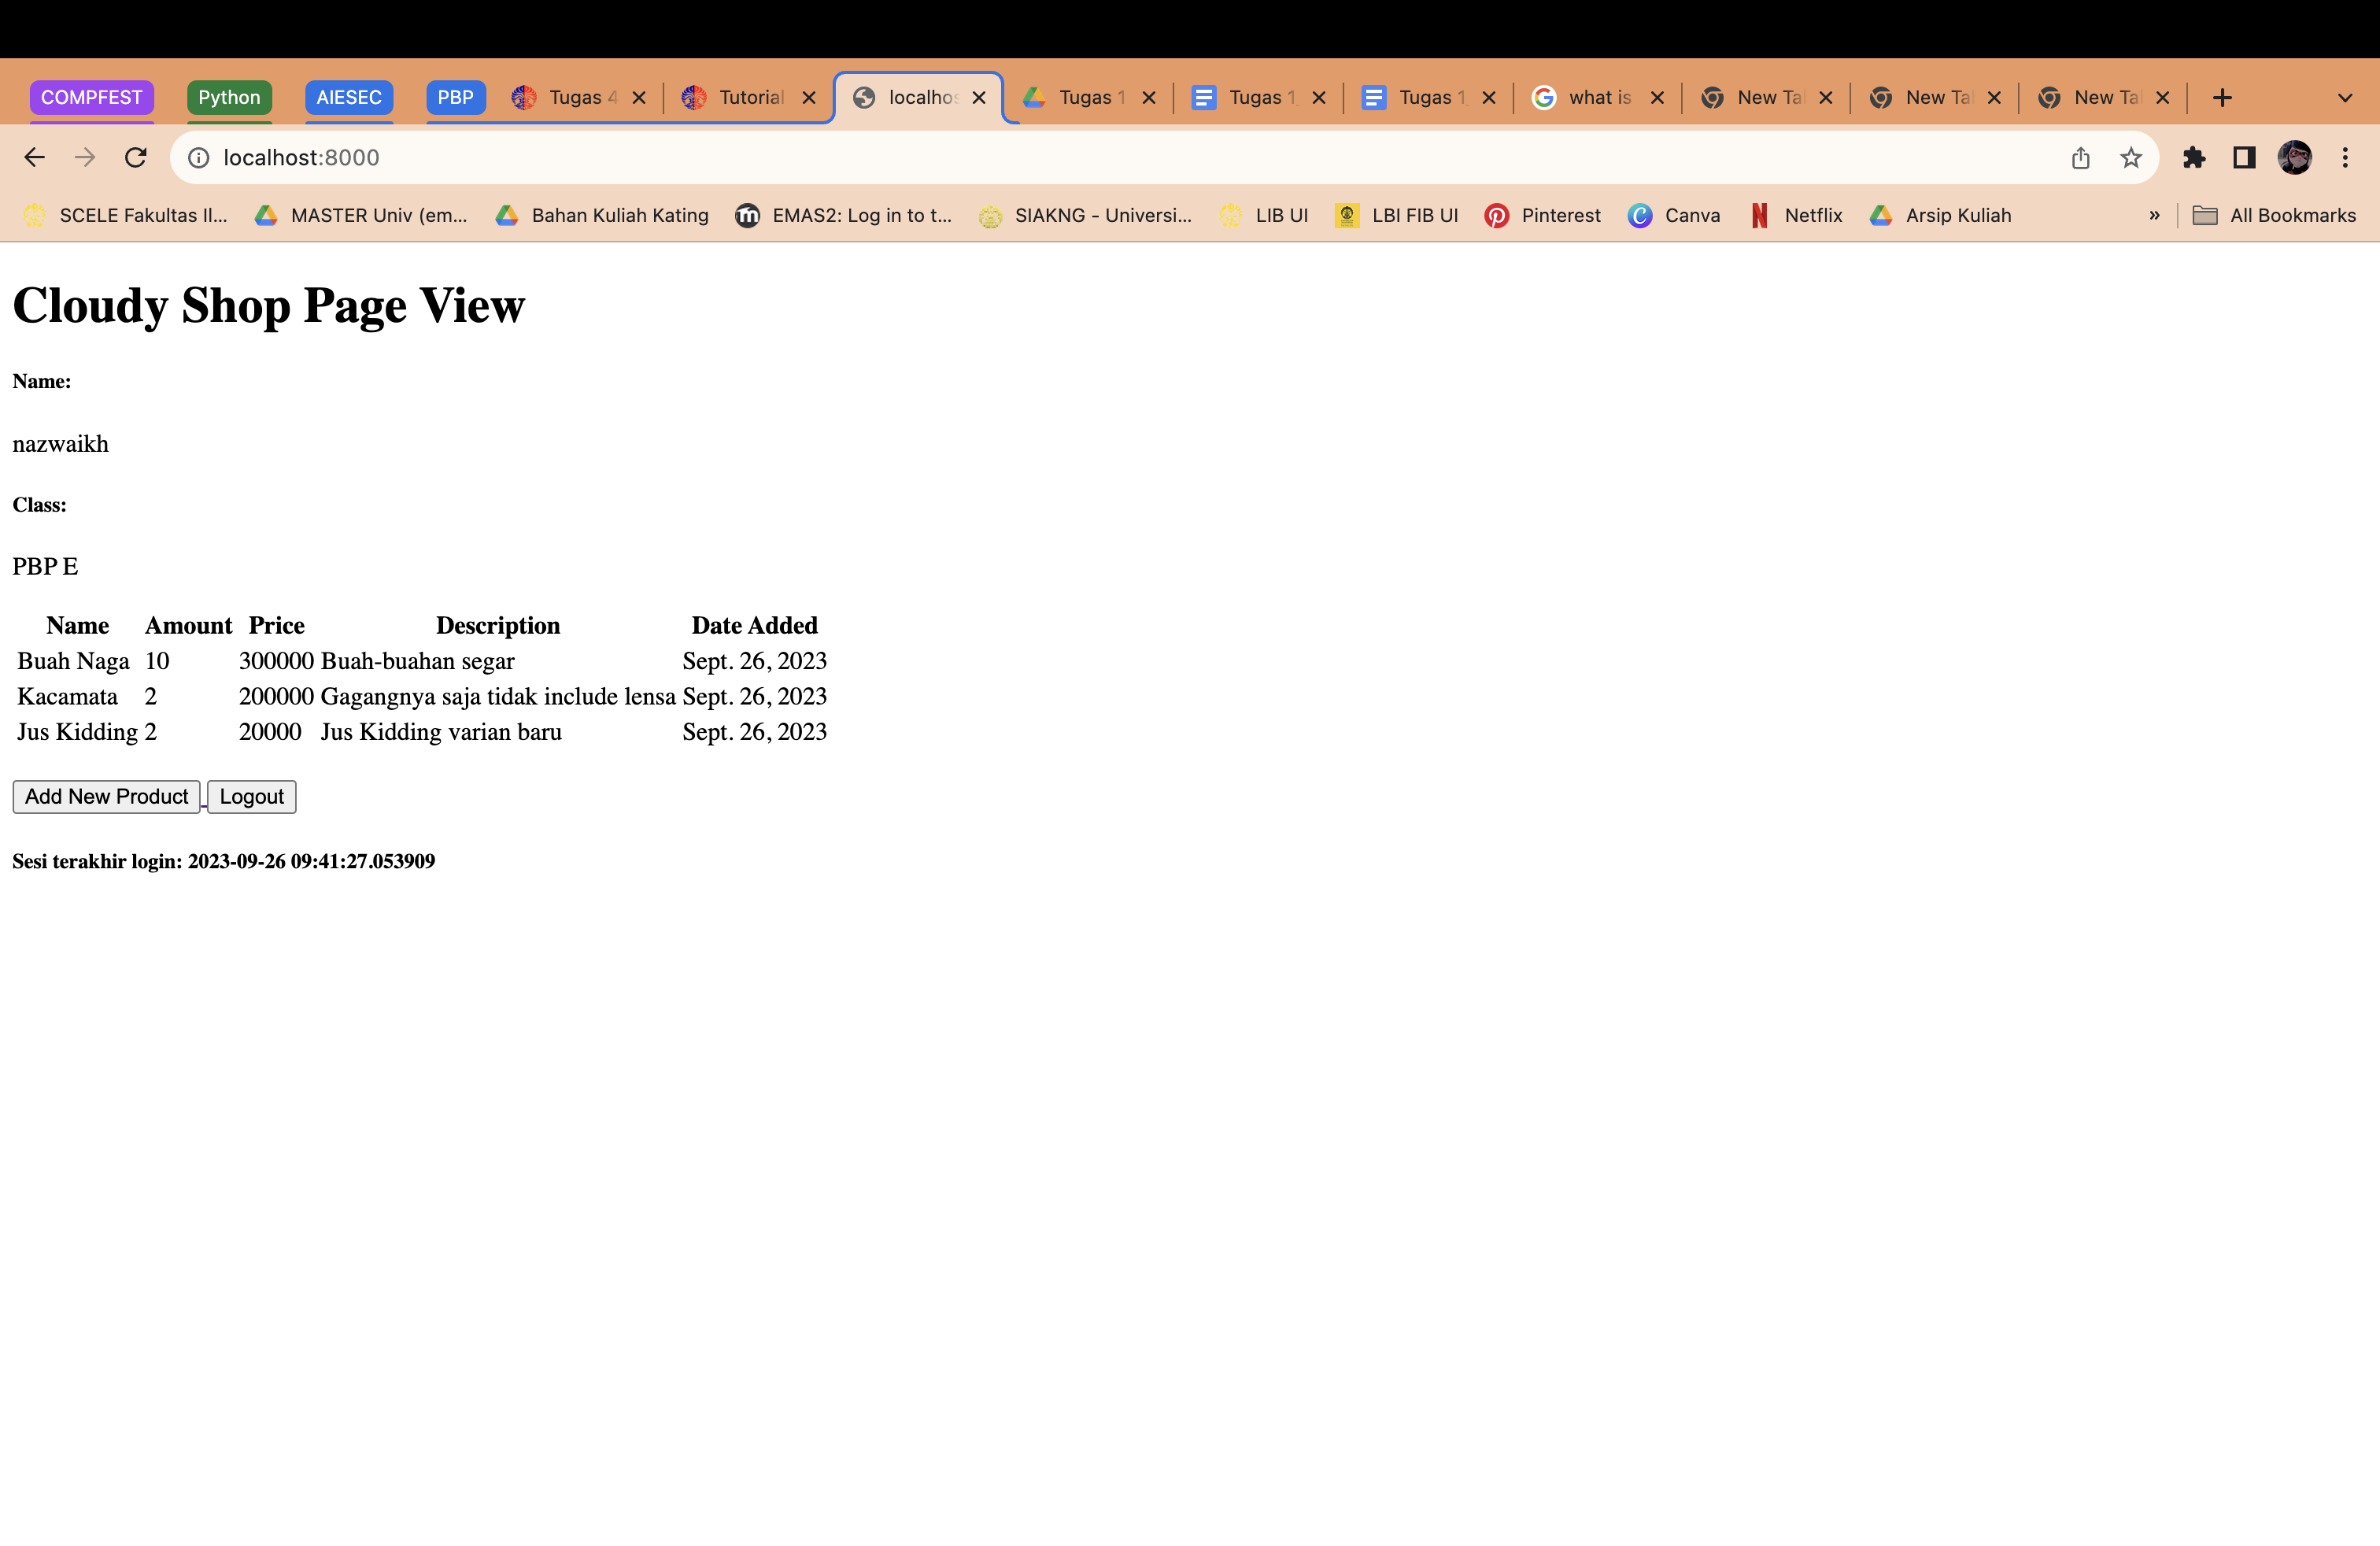 COMPFEST Python AIESEC PBP Tugas 4 Tutorial localhos Tugas 1 Tugas 1 Tugas 1 what is New Ta New Ta New Ta
localhost:8000
SCELE Fakultas Il... MASTER Univ (em... Bahan Kuliah Kating EMAS2: Log in to t... SIAKNG - Universi... LIB UI LBI FIB UI Pinterest Canva Netflix Arsip Kuliah » All Bookmarks
Cloudy Shop Page View
Name:
nazwaikh
Class:
PBP E
Name Amount Price Description Date Added
Buah Naga 10 300000 Buah-buahan segar Sept. 26, 2023
Kacamata 2 200000 Gagangnya saja tidak include lensa Sept. 26, 2023
Jus Kidding 2 20000 Jus Kidding varian baru Sept. 26, 2023
Add New Product Logout
Sesi terakhir login: 2023-09-26 09:41:27.053909